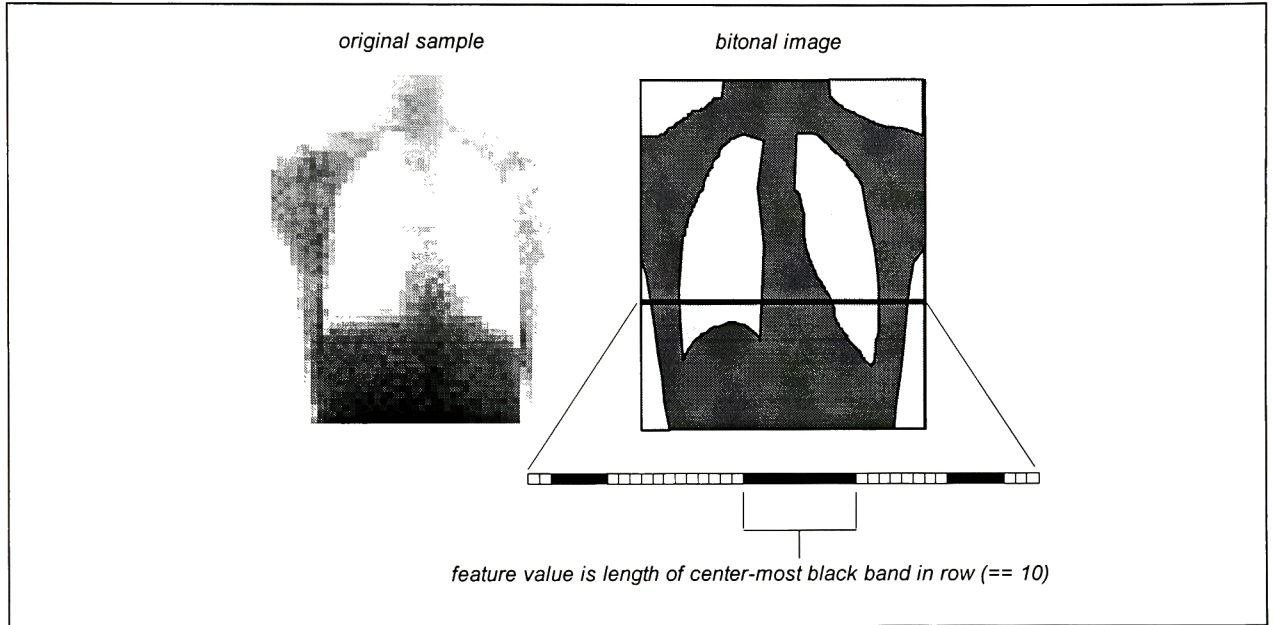 original sample
bitonal image
feature value is length of center-most black band in row (== 10)